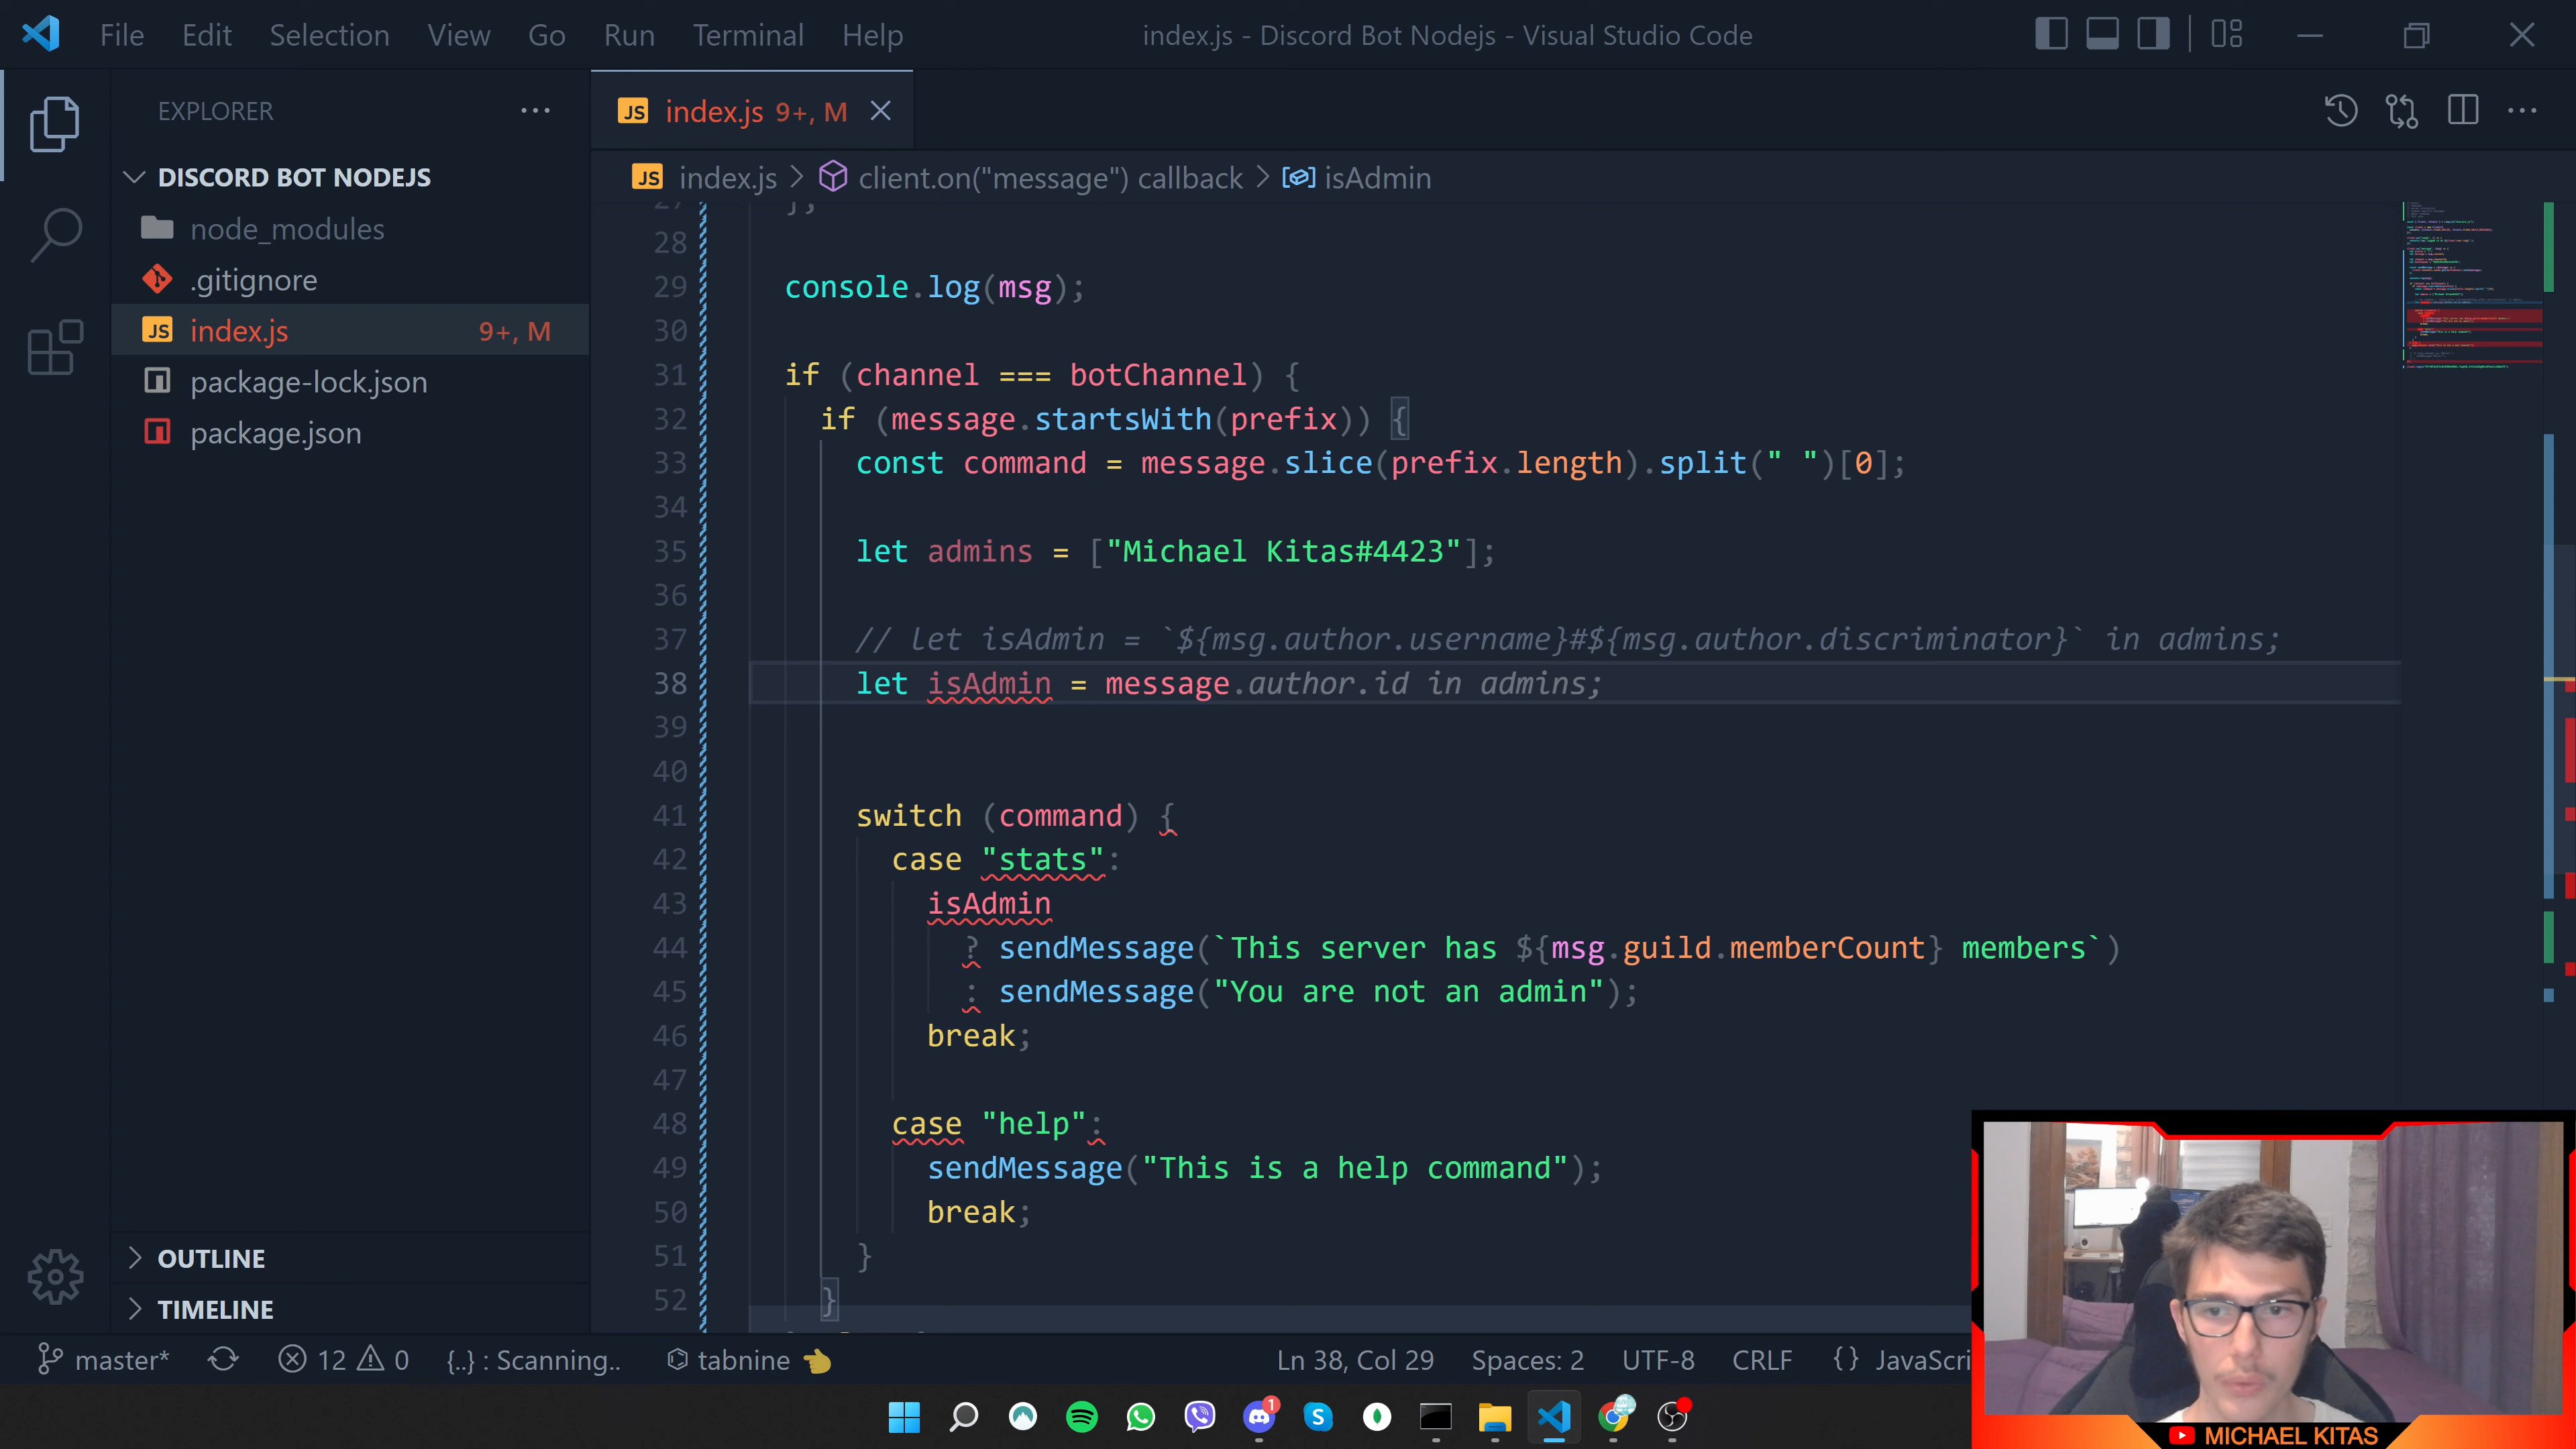 File Edit Selection View Go Run Terminal Help
index.js - Discord Bot Nodejs - Visual Studio Code
EXPLORER
DISCORD BOT NODEJS
node_modules
.gitignore
JS index.js 9+, M
package-lock.json
package.json
OUTLINE
TIMELINE
JS index.js 9+, M
JS index.js > client.on("message") callback > isAdmin
27 };
28
29 console.log(msg);
30
31 if (channel === botChannel) {
32 if (message.startsWith(prefix)) {
33 const command = message.slice(prefix.length).split(" ")[0];
34
35 let admins = ["Michael Kitas#4423"];
36
37 // let isAdmin = `${msg.author.username}#${msg.author.discriminator}` in admins;
38 let isAdmin = message.author.id in admins;
39
40
41 switch (command) {
42 case "stats":
43 isAdmin
44 ? sendMessage(`This server has ${msg.guild.memberCount} members`)
45 : sendMessage("You are not an admin");
46 break;
47
48 case "help":
49 sendMessage("This is a help command");
50 break;
51 }
52 }
master* 12 0 {..} : Scanning.. tabnine Ln 38, Col 29 Spaces: 2 UTF-8 CRLF {} JavaScri
1
MICHAEL KITAS